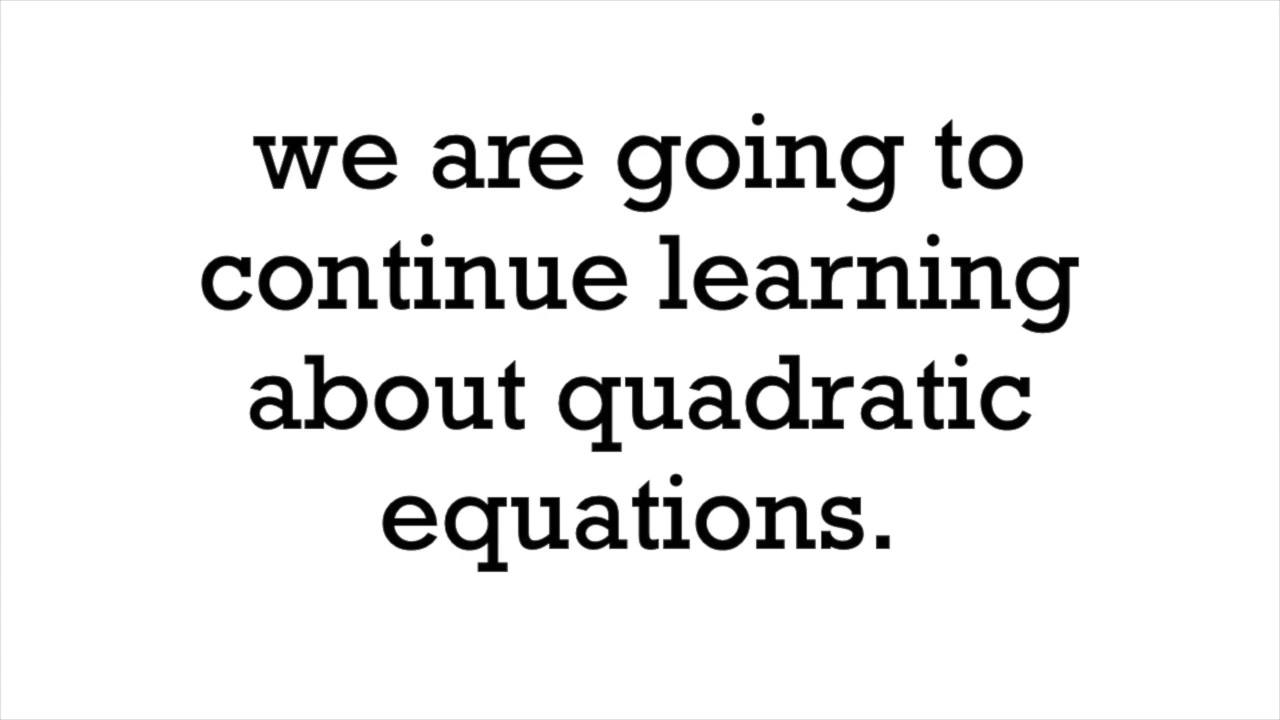 we are going to
continue learning
about quadratic
equations.